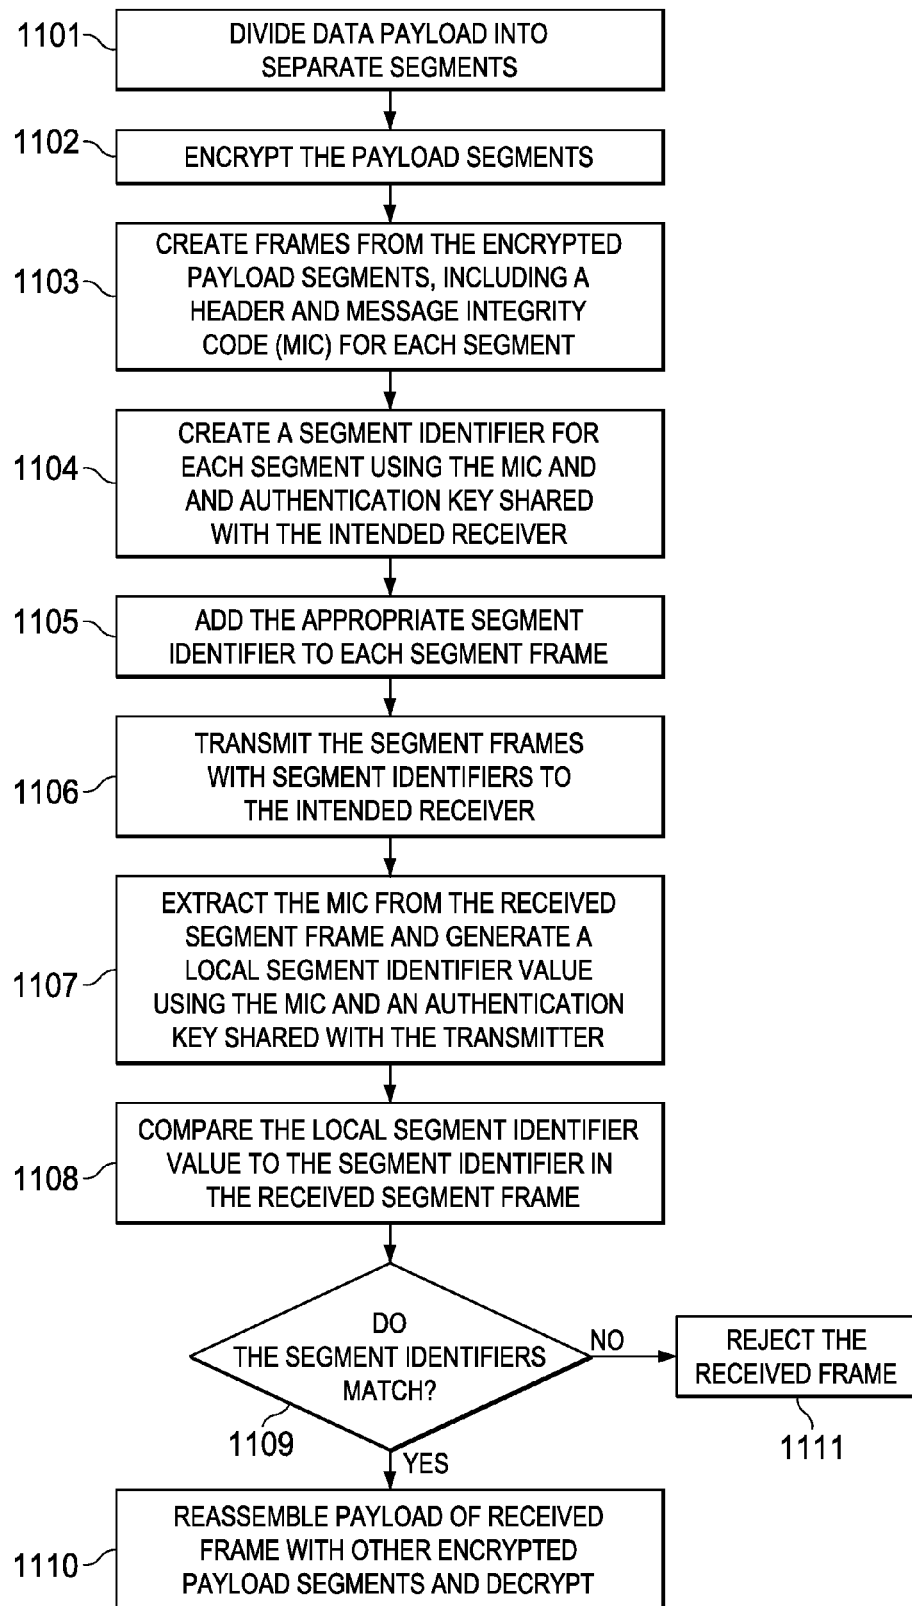 1101
DIVIDE DATA PAYLOAD INTO
SEPARATE SEGMENTS
1102
ENCRYPT THE PAYLOAD SEGMENTS
1103
CREATE FRAMES FROM THE ENCRYPTED
PAYLOAD SEGMENTS, INCLUDING A
HEADER AND MESSAGE INTEGRITY
CODE (MIC) FOR EACH SEGMENT
1104
CREATE A SEGMENT IDENTIFIER FOR
EACH SEGMENT USING THE MIC AND
AND AUTHENTICATION KEY SHARED
WITH THE INTENDED RECEIVER
1105
ADD THE APPROPRIATE SEGMENT
IDENTIFIER TO EACH SEGMENT FRAME
1106
TRANSMIT THE SEGMENT FRAMES
WITH SEGMENT IDENTIFIERS TO
THE INTENDED RECEIVER
1107
EXTRACT THE MIC FROM THE RECEIVED
SEGMENT FRAME AND GENERATE A
LOCAL SEGMENT IDENTIFIER VALUE
USING THE MIC AND AN AUTHENTICATION
KEY SHARED WITH THE TRANSMITTER
1108
COMPARE THE LOCAL SEGMENT IDENTIFIER
VALUE TO THE SEGMENT IDENTIFIER IN
THE RECEIVED SEGMENT FRAME
DO
THE SEGMENT IDENTIFIERS
MATCH?
1109
NO
REJECT THE
RECEIVED FRAME
1111
YES
1110
REASSEMBLE PAYLOAD OF RECEIVED
FRAME WITH OTHER ENCRYPTED
PAYLOAD SEGMENTS AND DECRYPT